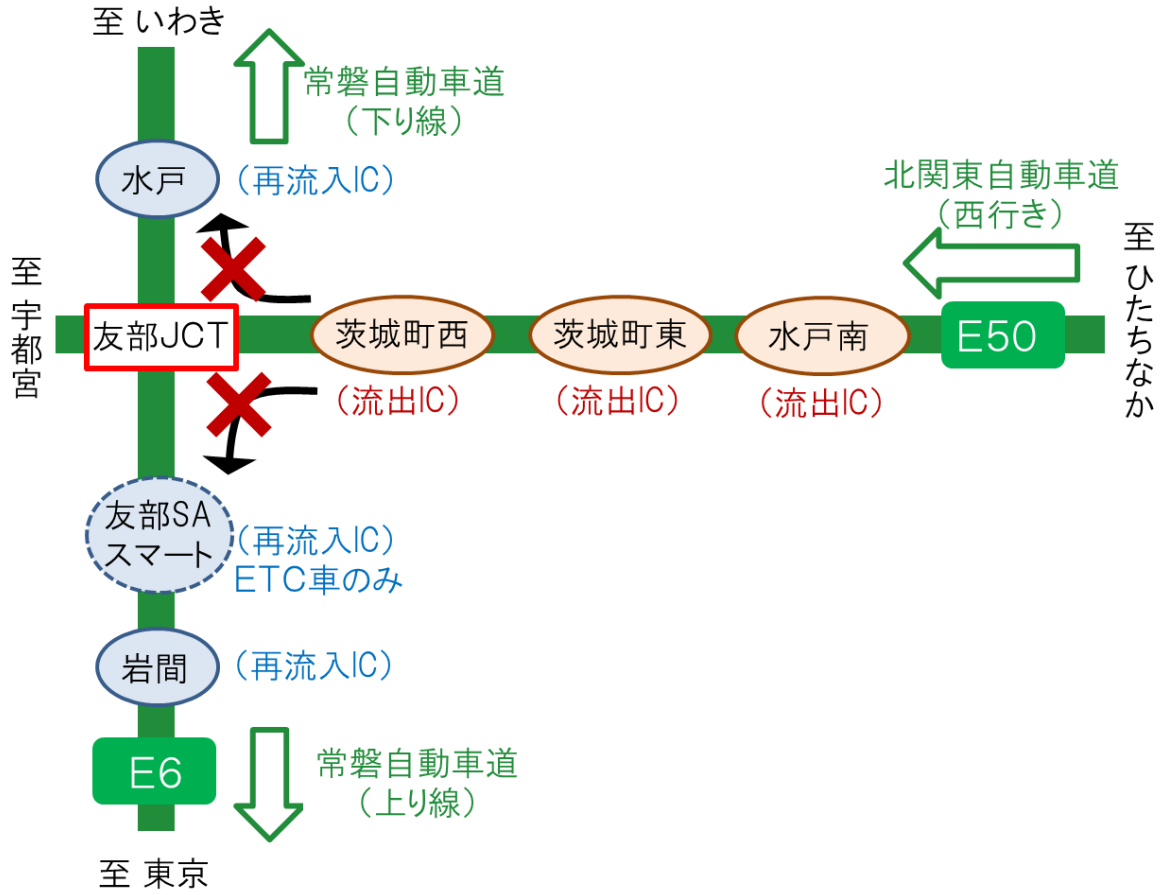 至 いわき
常磐自動車道
（下り線）
水戸
（再流入IC）
北関東自動車道
（西行き）
至 ひたちなか
至 宇都宮
友部JCT
茨城町西
茨城町東
水戸南
E50
（流出IC）
（流出IC）
（流出IC）
友部SA
スマート
（再流入IC）
ETC車のみ
岩間
（再流入IC）
E6
常磐自動車道
（上り線）
至 東京